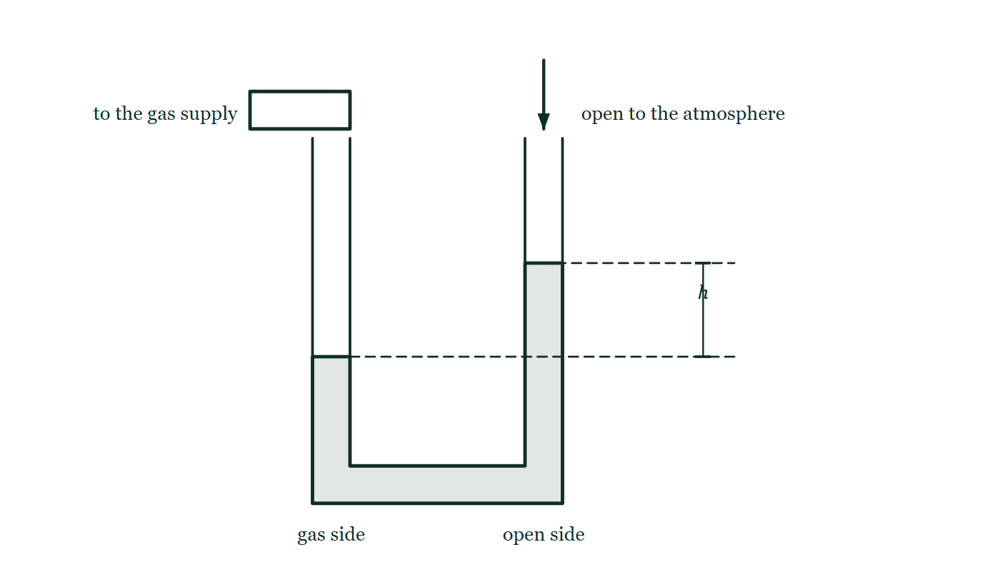 to the gas supply
open to the atmosphere
h
gas side
open side